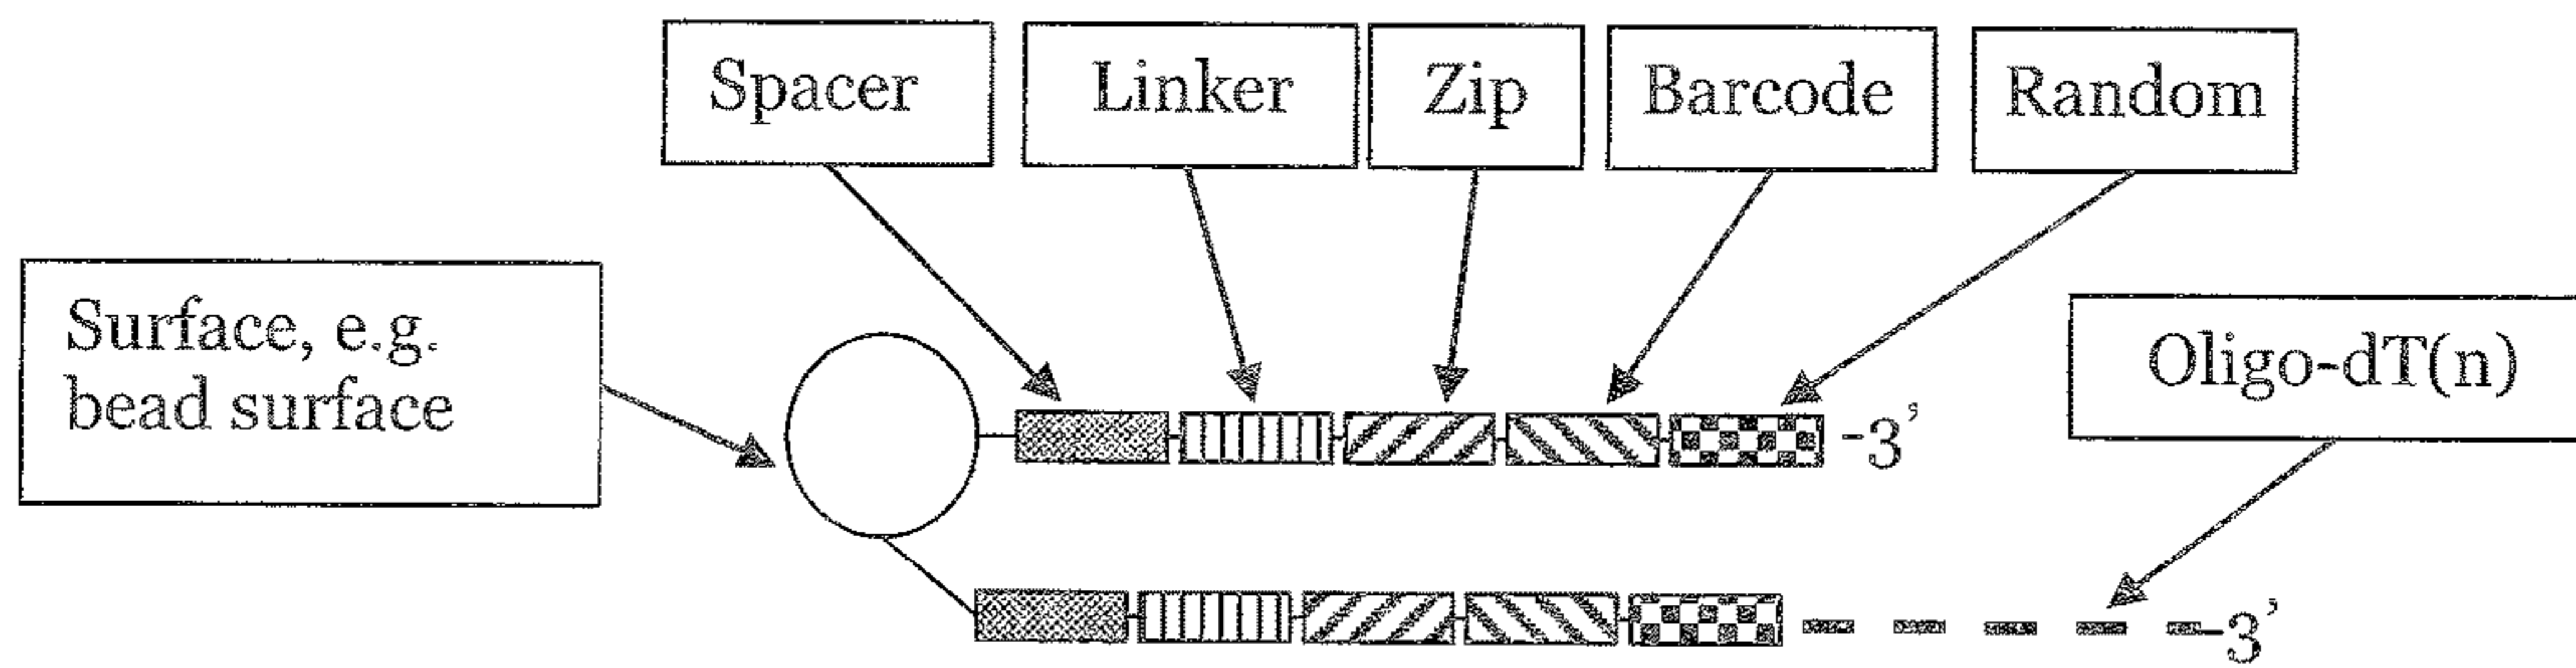 Spacer
Linker
Zip
Barcode
Random
Surface, e.g.
bead surface
Oligo-dT(n)
-3’
-3’